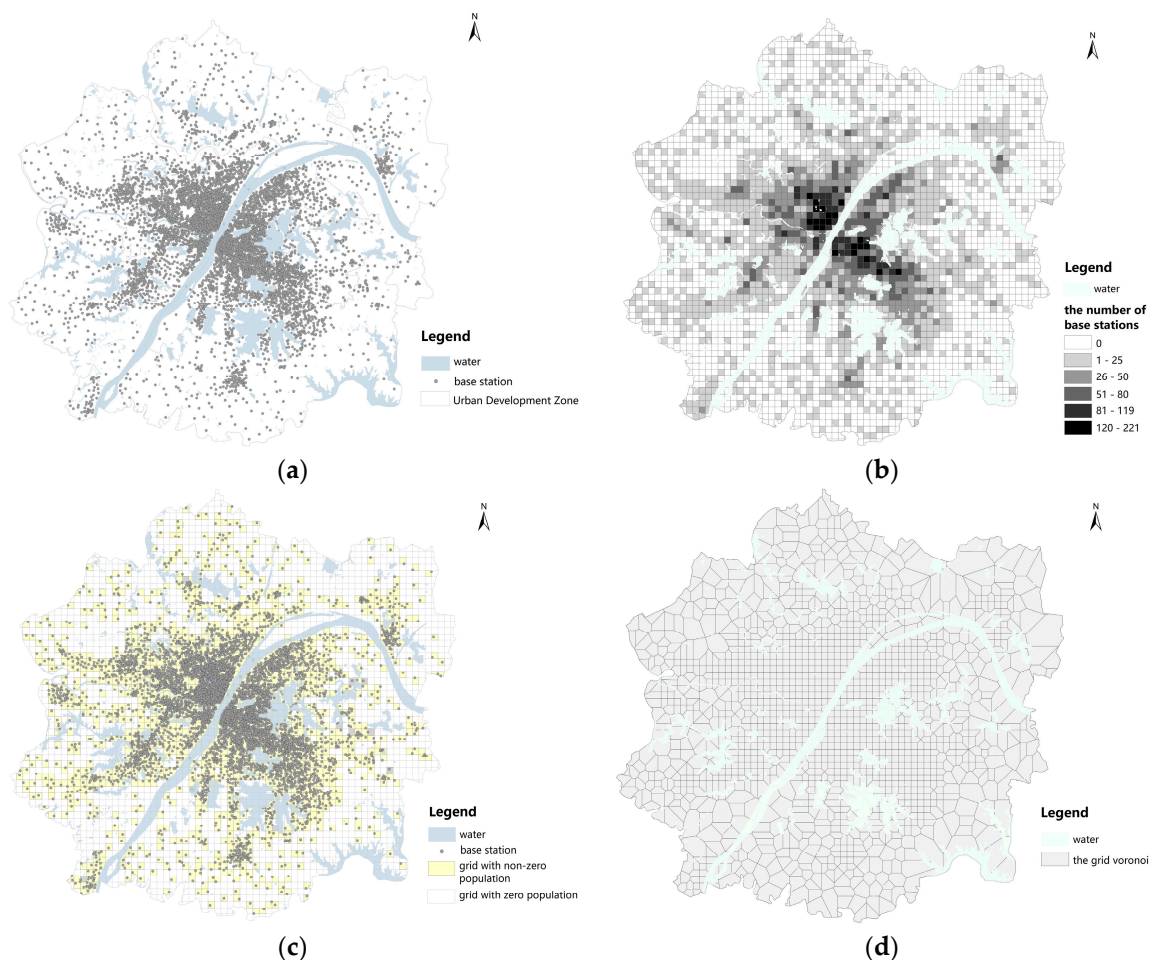 N
Legend
water
base station
Urban Development Zone
(a)
N
Legend
water
the number of
base stations
0
1 - 25
26 - 50
51 - 80
81 - 119
120 - 221
(b)
N
Legend
water
base station
grid with non-zero
population
grid with zero population
(c)
N
Legend
water
the grid voronoi
(d)